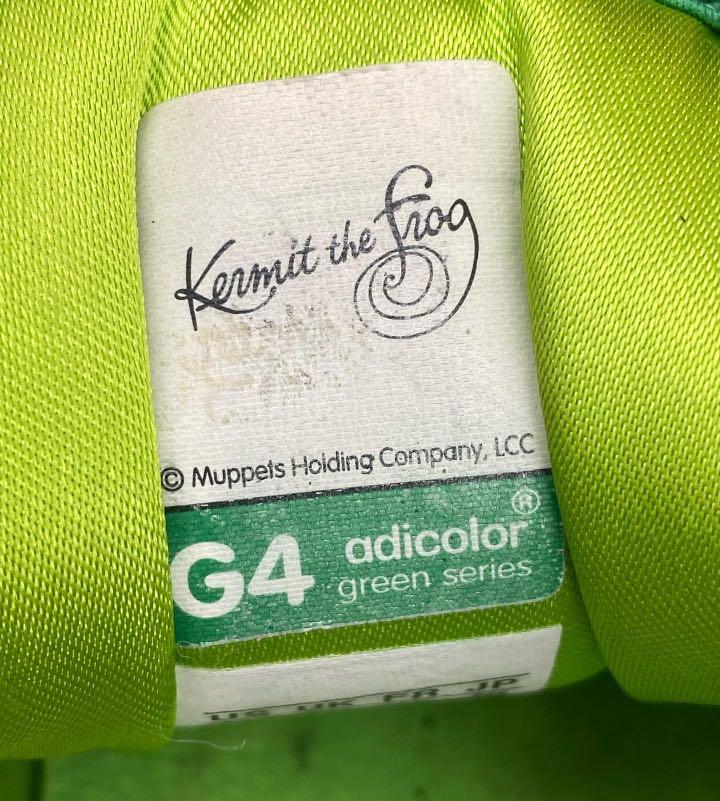 Kermit the Frog
© Muppets Holding Company, LCC
G4 adicolor®
green series
US UK FR JP